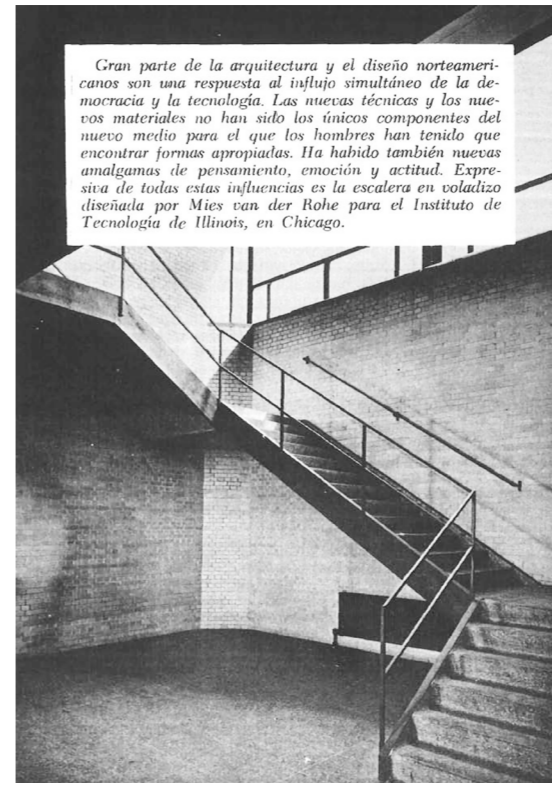 Gran parte de la arquitectura y el diseño norteameri-
canos son una respuesta al influjo simultáneo de la de-
mocracia y la tecnología. Las nuevas técnicas y los nue-
vos materiales no han sido los únicos componentes del
nuevo medio para el que los hombres han tenido que
encontrar formas apropiadas. Ha habido también nuevas
amalgamas de pensamiento, emoción y actitud. Expre-
siva de todas estas influencias es la escalera en voladizo
diseñada por Mies van der Rohe para el Instituto de
Tecnología de Illinois, en Chicago.